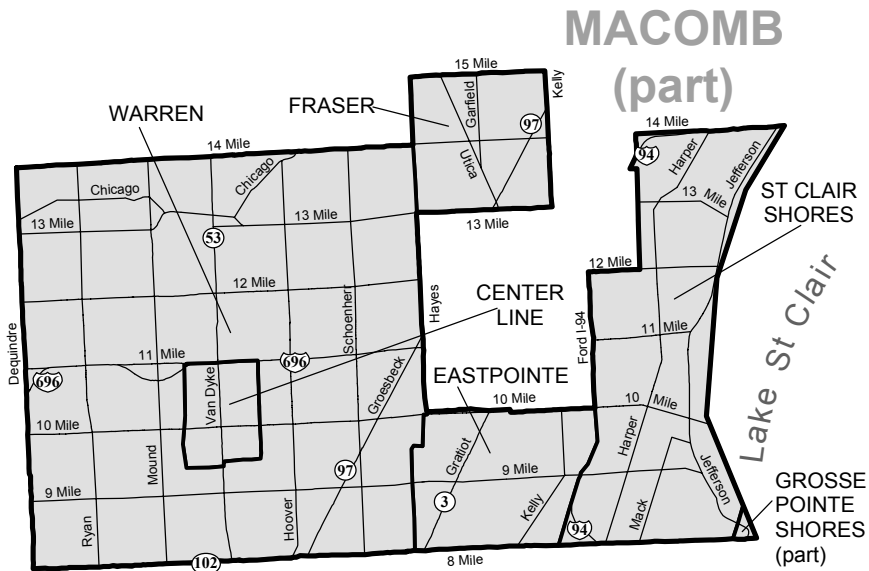 MACOMB
(part)
15 Mile
Kelly
FRASER
Garfield
97
Utica
WARREN
14 Mile
14 Mile
94
Harper
Jefferson
Chicago
Chicago
13 Mile
ST CLAIR
SHORES
13 Mile
13 Mile
13 Mile
53
12 Mile
12 Mile
CENTER
LINE
Hayes
Schoenherr
Ford I-94
Lake St Clair
11 Mile
11 Mile
Dequindre
696
696
Van Dyke
Groesbeck
EASTPOINTE
10 Mile
10 Mile
10 Mile
Harper
Gratiot
Mound
97
9 Mile
9 Mile
Jefferson
GROSSE
POINTE
SHORES
(part)
3
Kelly
Hoover
Ryan
94
Mack
102
8 Mile